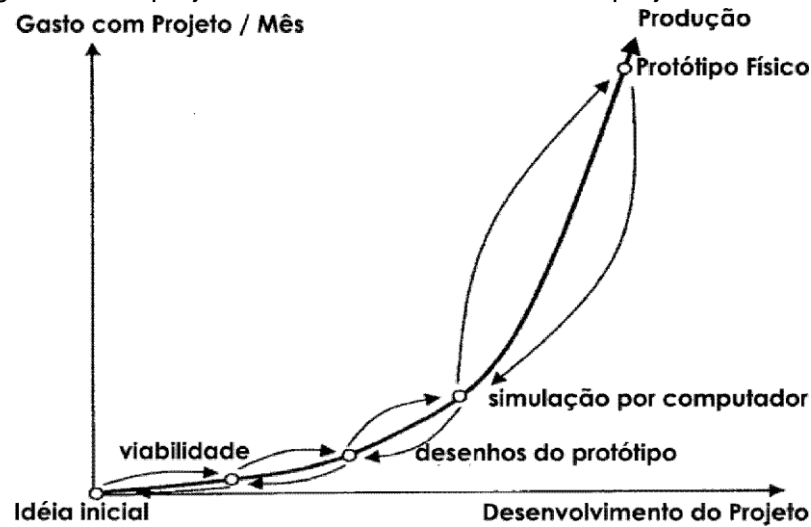 Gasto com Projeto / Mês
Produção
Protótipo Físico
simulação por computador
viabilidade
desenhos do protótipo
Idéia inicial
Desenvolvimento do Projeto